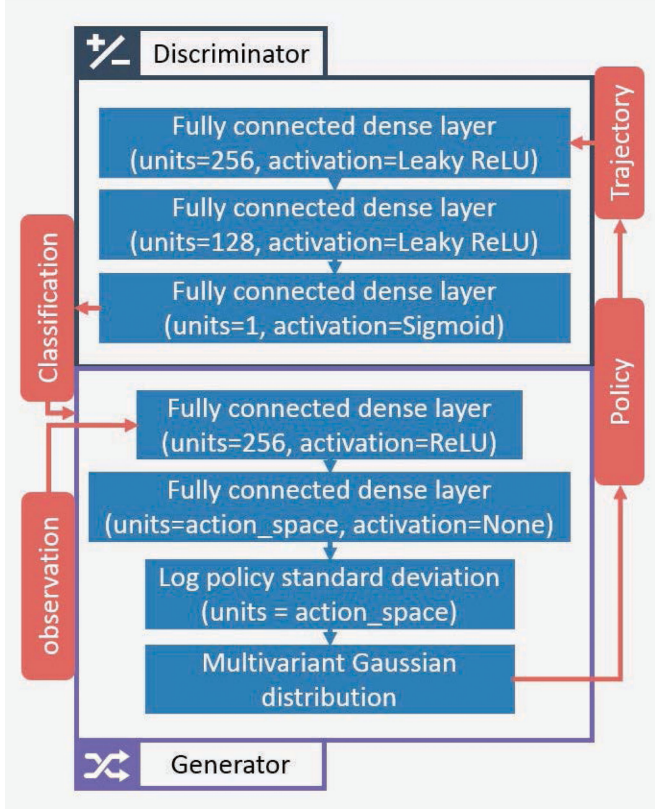 Discriminator
Fully connected dense layer
(units=256, activation=Leaky ReLU)
Fully connected dense layer
(units=128, activation=Leaky ReLU)
Fully connected dense layer
(units=1, activation=Sigmoid)
Trajectory
Classification
Policy
Fully connected dense layer
(units=256, activation=ReLU)
Fully connected dense layer
(units=action_space, activation=None)
observation
Log policy standard deviation
(units = action_space)
Multivariant Gaussian
distribution
Generator